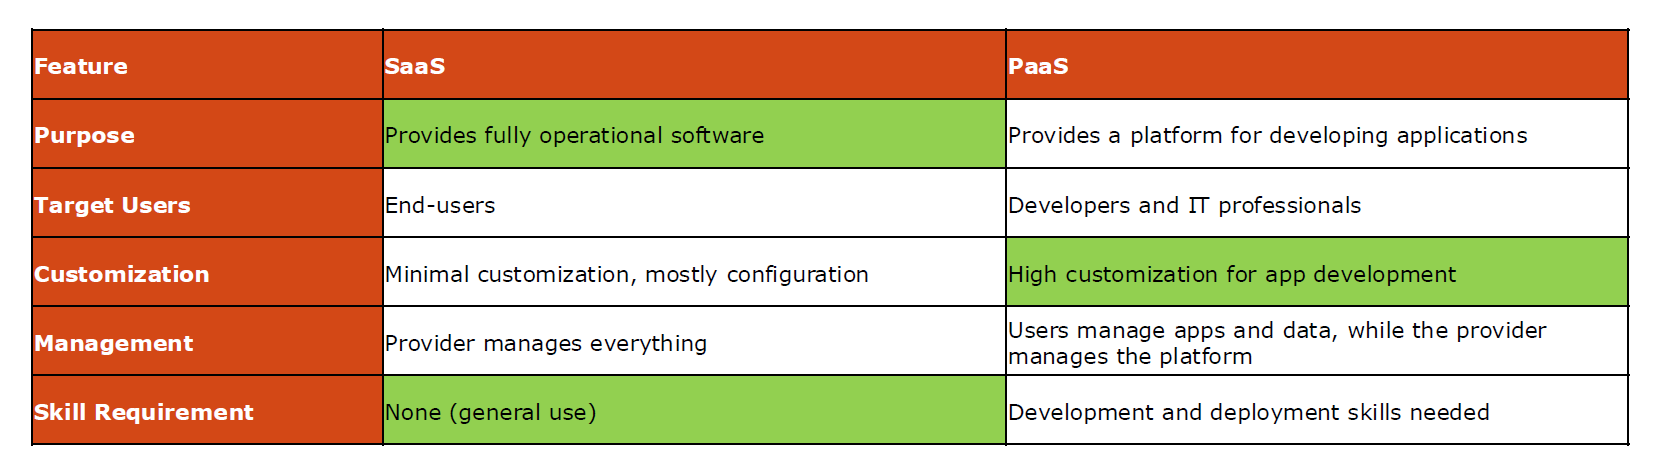 Feature SaaS PaaS
Purpose Provides fully operational software Provides a platform for developing applications
Target Users End-users Developers and IT professionals
Customization Minimal customization, mostly configuration High customization for app development
Management Provider manages everything Users manage apps and data, while the provider
manages the platform
Skill Requirement None (general use) Development and deployment skills needed